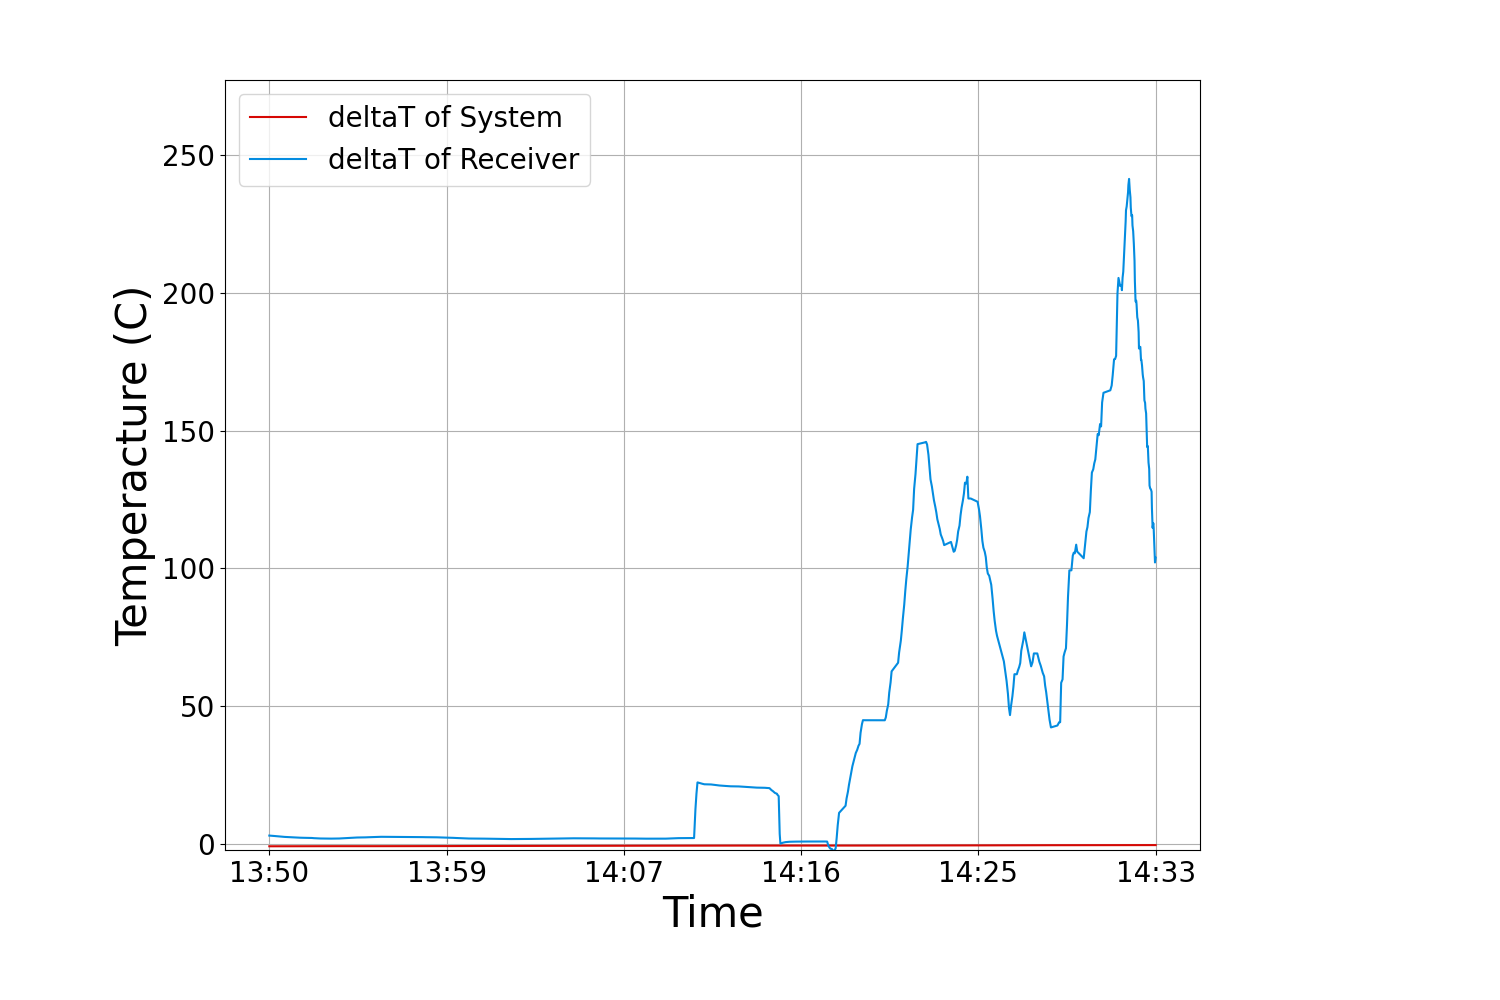 deltaT of System
deltaT of Receiver
250
200
150
100
50
0
Temperacture (C)
13:50 13:59 14:07 14:16 14:25 14:33
Time